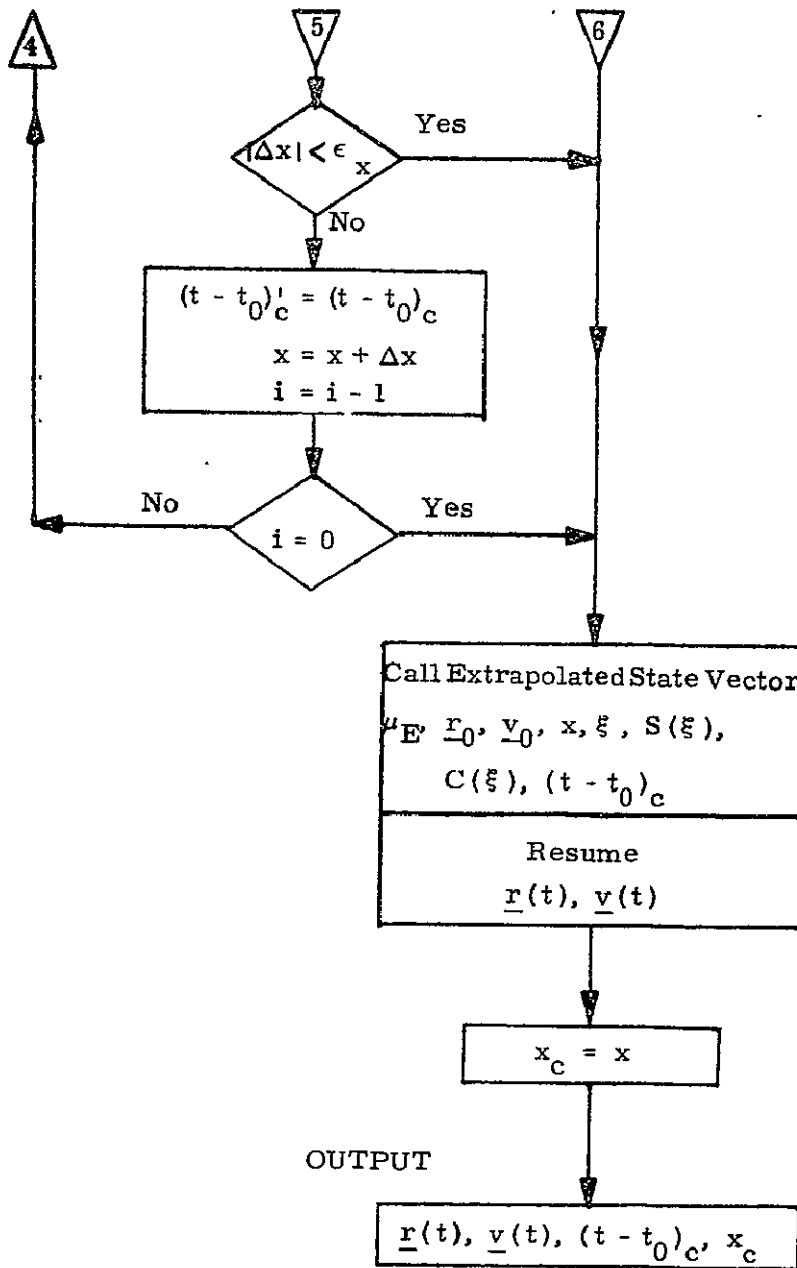 4
5
6
|Δx| < ϵ_x
Yes
No
(t - t_0)'_c = (t - t_0)_c
x = x + Δx
i = i - 1
No
Yes
i = 0
Call Extrapolated State Vector
μ_E, r_0, v_0, x, ξ, S(ξ),
C(ξ), (t - t_0)_c
Resume
r(t), v(t)
x_c = x
OUTPUT
r(t), v(t), (t - t_0)_c, x_c